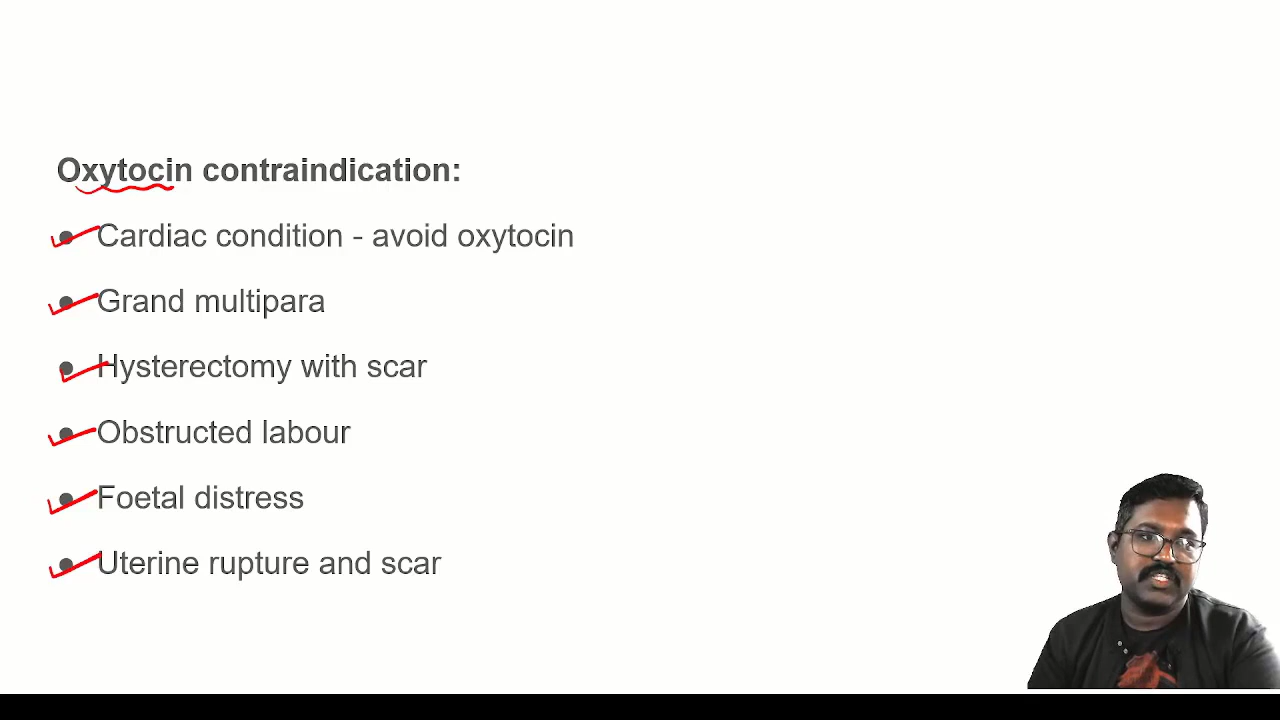 Oxytocin contraindication:
● Cardiac condition - avoid oxytocin
● Grand multipara
● Hysterectomy with scar
● Obstructed labour
● Foetal distress
● Uterine rupture and scar